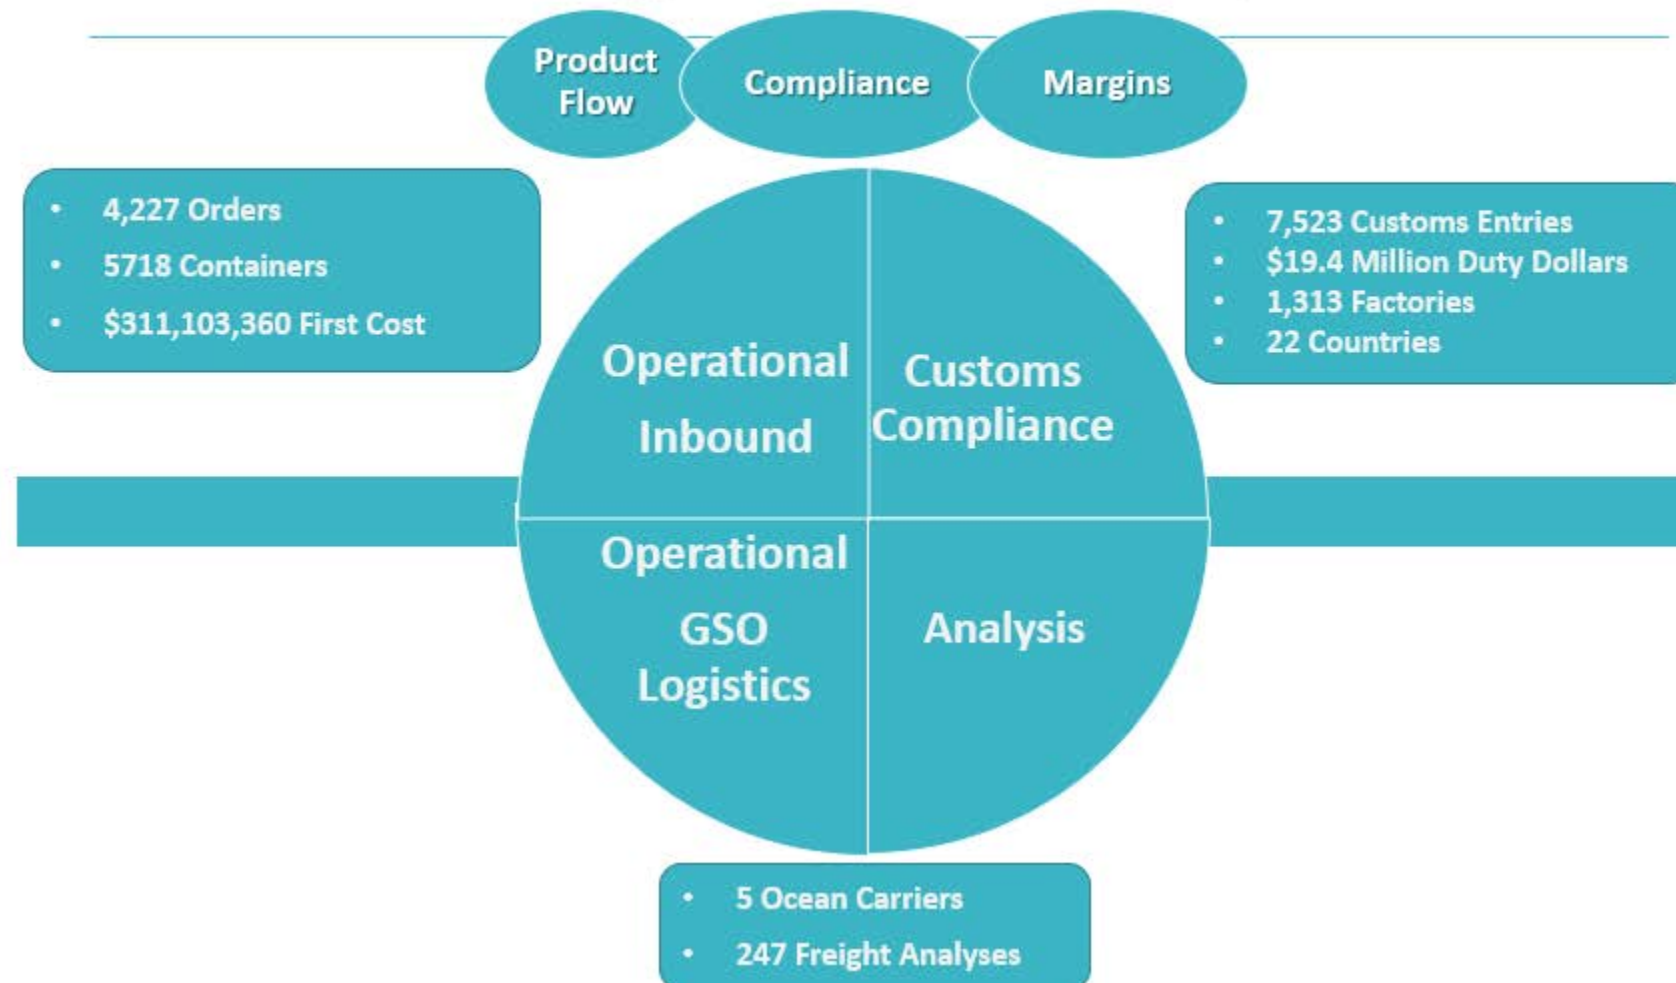 Product
Flow
Compliance
Margins
• 4,227 Orders
• 5718 Containers
• $311,103,360 First Cost
• 7,523 Customs Entries
• $19.4 Million Duty Dollars
• 1,313 Factories
• 22 Countries
Operational
Inbound
Customs
Compliance
Operational
GSO
Logistics
Analysis
• 5 Ocean Carriers
• 247 Freight Analyses